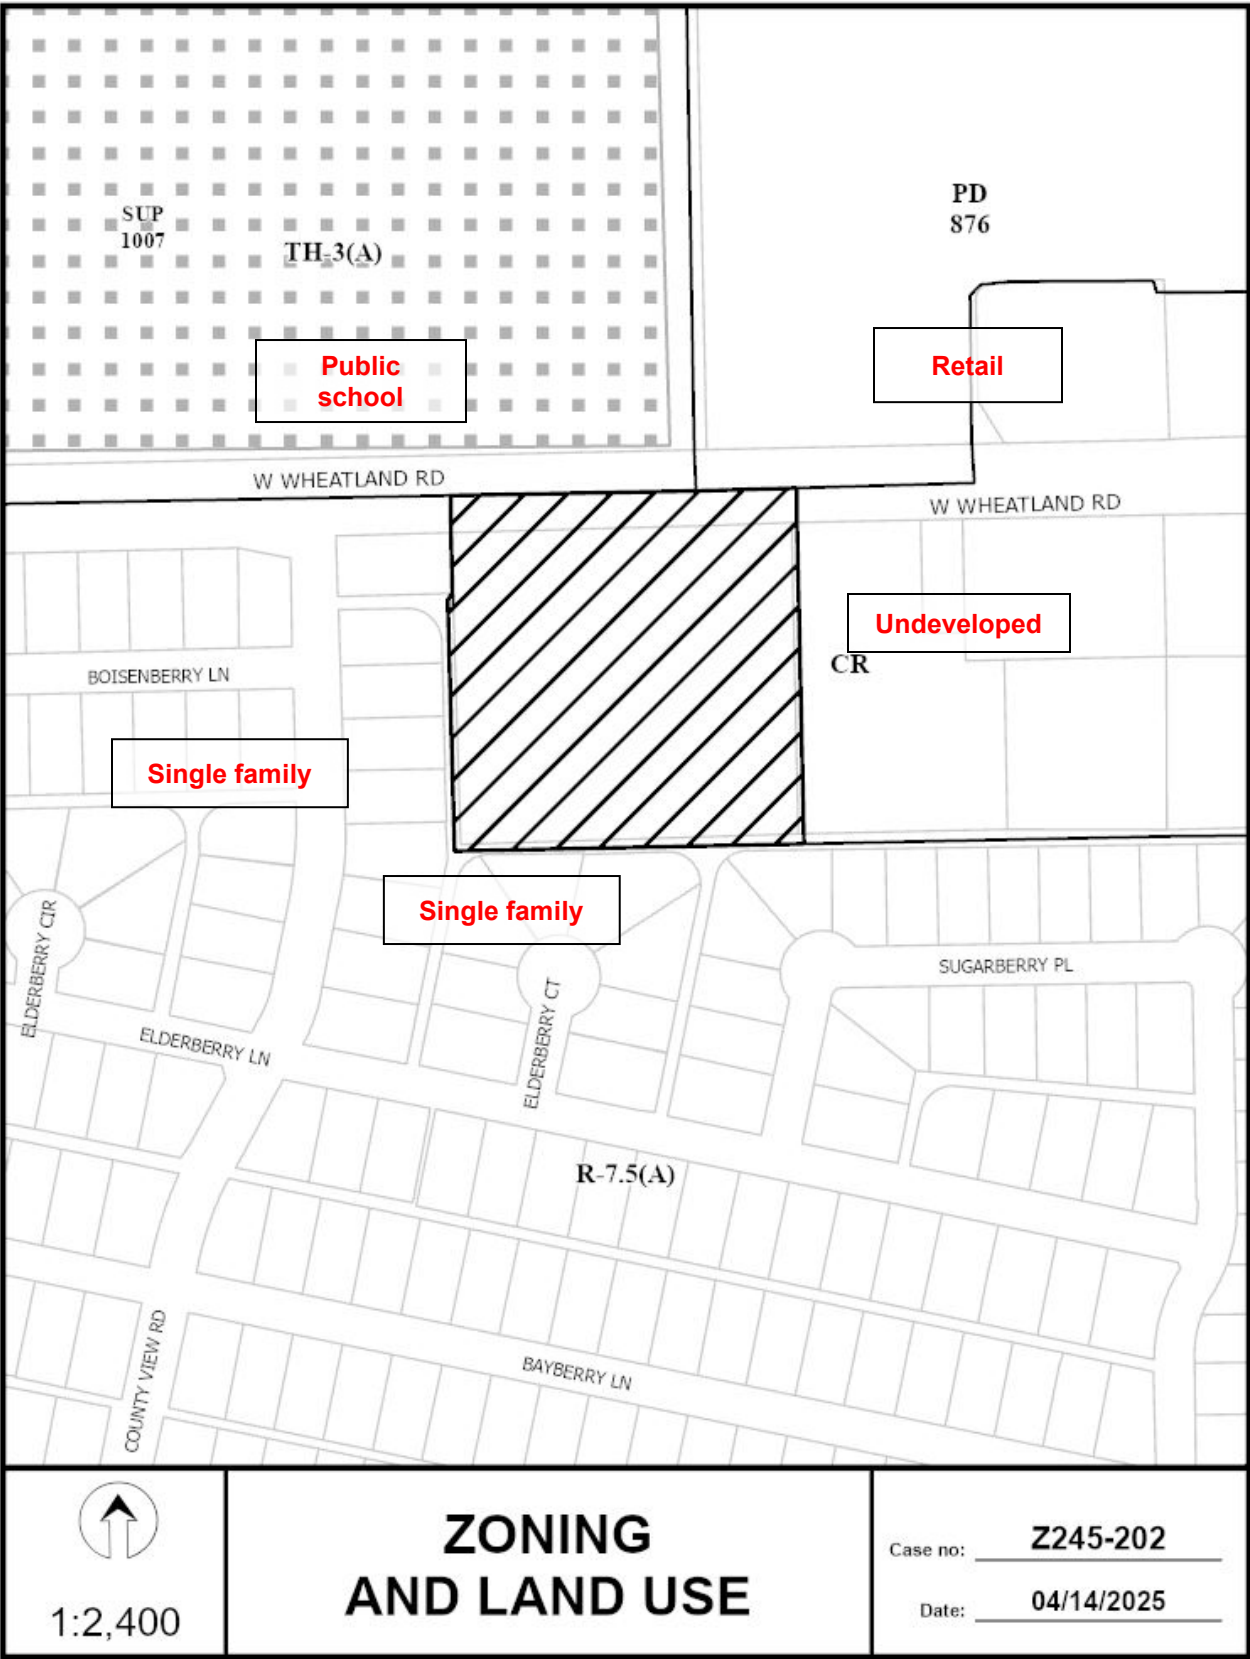 PD
876
SUP
1007
TH-3(A)
Public
school
Retail
W WHEATLAND RD
W WHEATLAND RD
Undeveloped
CR
BOISENBERRY LN
Single family
Single family
ELDERBERRY CIR
SUGARBERRY PL
ELDERBERRY CT
ELDERBERRY LN
R-7.5(A)
COUNTY VIEW RD
BAYBERRY LN
1:2,400
ZONING
AND LAND USE
Case no: Z245-202
Date: 04/14/2025